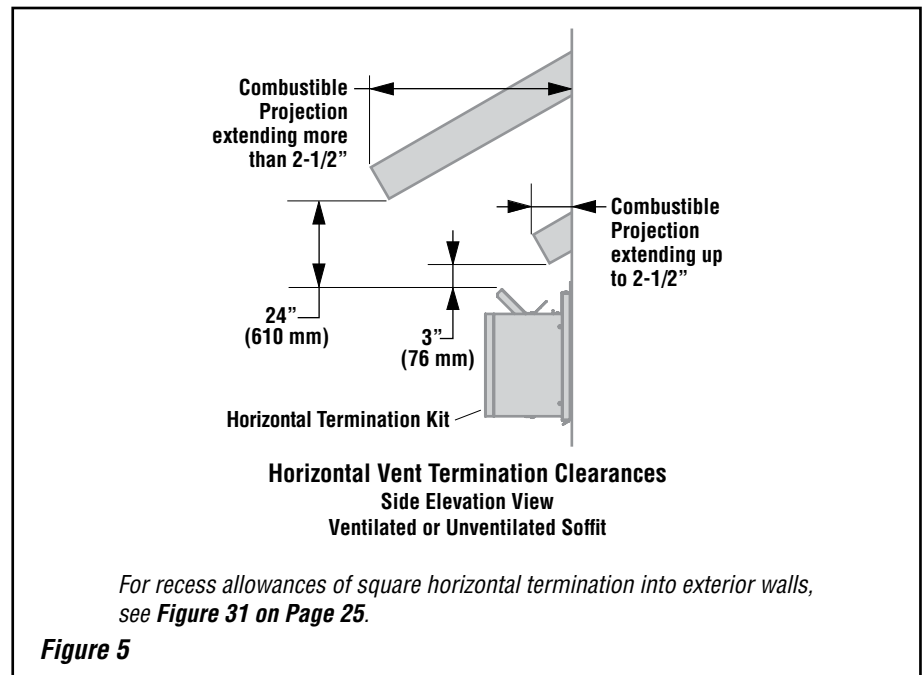 Combustible
Projection
extending more
than 2-1/2”
Combustible
Projection
extending up
to 2-1/2”
24”
(610 mm)
3”
(76 mm)
Horizontal Termination Kit
Horizontal Vent Termination Clearances
Side Elevation View
Ventilated or Unventilated Soffit
For recess allowances of square horizontal termination into exterior walls,
see Figure 31 on Page 25.
Figure 5